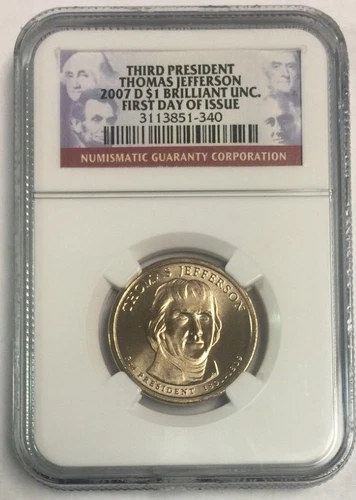 THIRD PRESIDENT
THOMAS JEFFERSON
2007 D $1 BRILLIANT UNC.
FIRST DAY OF ISSUE
3113851-340
NUMISMATIC GUARANTY CORPORATION
THOMAS JEFFERSON
PRESIDENT